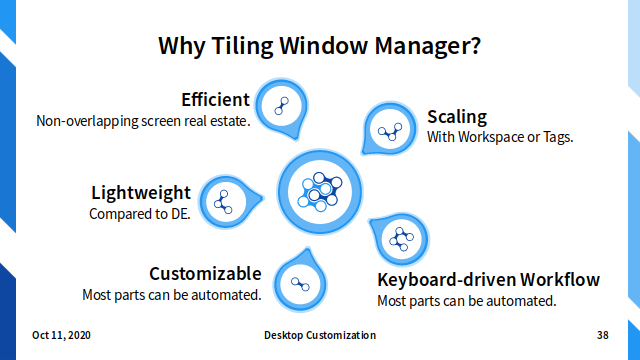 Why Tiling Window Manager?
Efficient
Non-overlapping screen real estate.
Scaling
With Workspace or Tags.
Lightweight
Compared to DE.
Customizable
Most parts can be automated.
Keyboard-driven Workflow
Most parts can be automated.
Oct 11, 2020
Desktop Customization
38